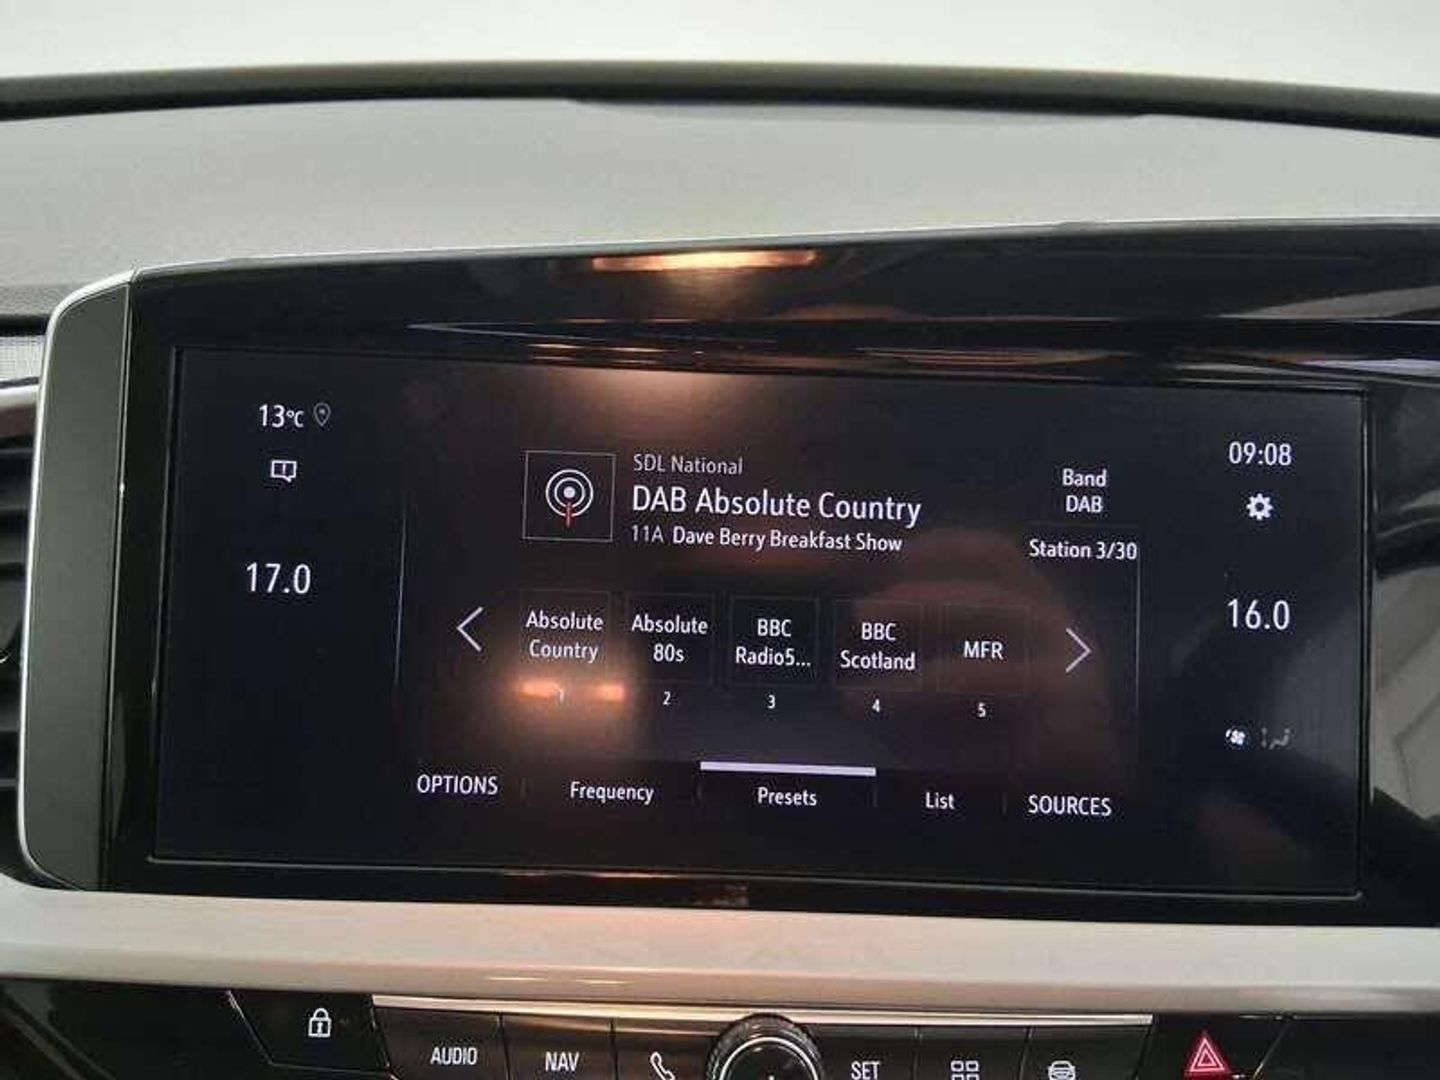 13°C
09:08
SDL National
DAB Absolute Country
11A Dave Berry Breakfast Show
Band
DAB
Station 3/30
17.0
16.0
Absolute
Country
1
Absolute
80s
2
BBC
Radio5...
3
BBC
Scotland
4
MFR
5
OPTIONS
Frequency
Presets
List
SOURCES
AUDIO
NAV
SET